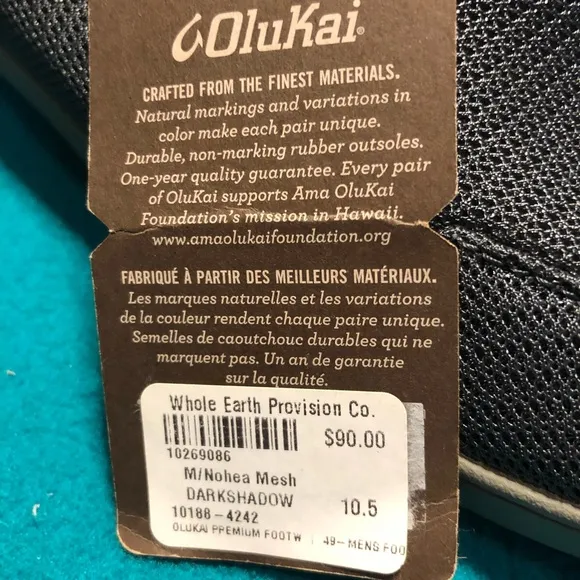 OluKai®
CRAFTED FROM THE FINEST MATERIALS.
Natural markings and variations in
color make each pair unique.
Durable, non-marking rubber outsoles.
One-year quality guarantee. Every pair
of OluKai supports Ama OluKai
Foundation's mission in Hawaii.
www.amaolukaifoundation.org
FABRIQUÉ À PARTIR DES MEILLEURS MATÉRIAUX.
Les marques naturelles et les variations
de la couleur rendent chaque paire unique.
Semelles de caoutchouc durables qui ne
marquent pas. Un an de garantie
sur la qualité.
Whole Earth Provision Co.
$90.00
10269086
M/Nohea Mesh
DARKSHADOW 10.5
10188-4242
OLUKAI PREMIUM FOOTW 49-MENS FOO